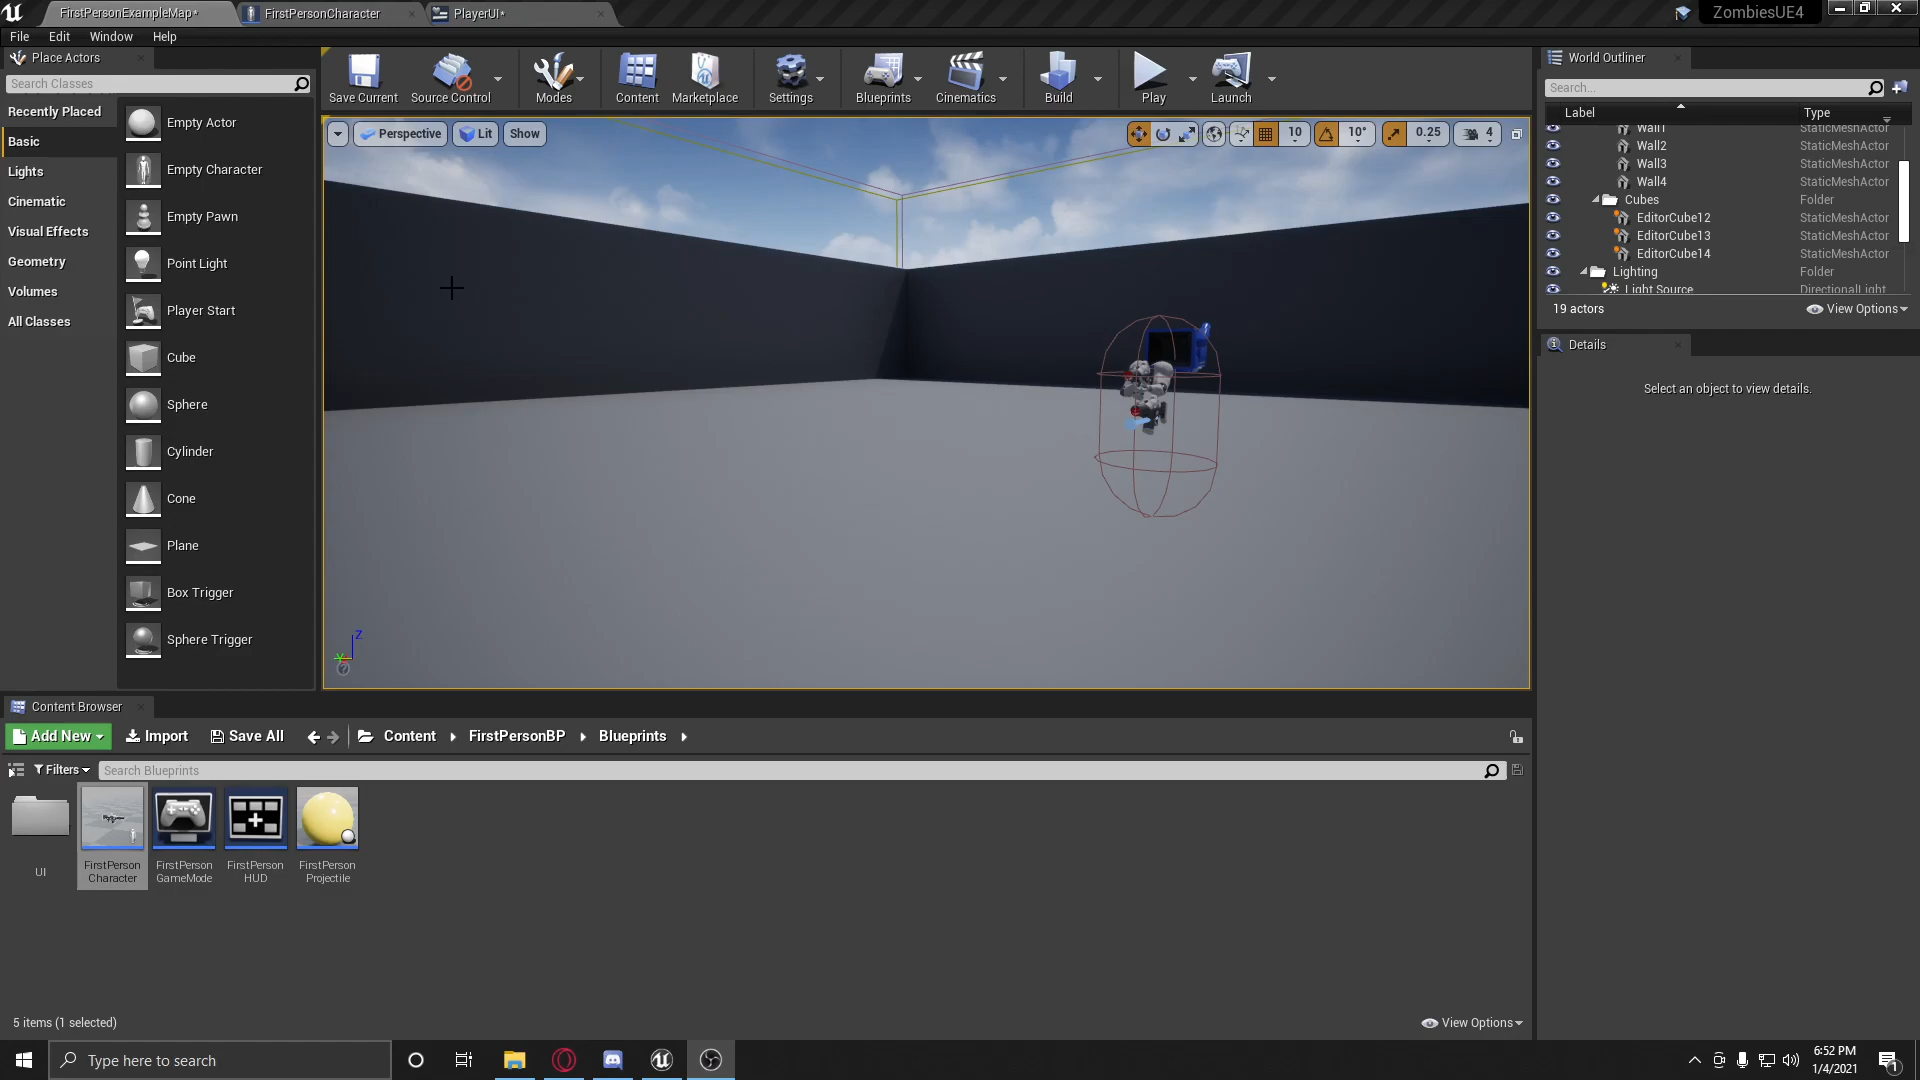 FirstPersonExampleMap*
FirstPersonCharacter
PlayerUI*
ZombiesUE4
File
Edit
Window
Help
Place Actors
Search Classes
Recently Placed
Basic
Lights
Cinematic
Visual Effects
Geometry
Volumes
All Classes
Empty Actor
Empty Character
Empty Pawn
Point Light
Player Start
Cube
Sphere
Cylinder
Cone
Plane
Box Trigger
Sphere Trigger
Save Current
Source Control
Modes
Content
Marketplace
Settings
Blueprints
Cinematics
Build
Play
Launch
Perspective
Lit
Show
10
10°
0.25
4
Z
Y
World Outliner
Search...
Label
Type
Wall1
StaticMeshActor
Wall2
StaticMeshActor
Wall3
StaticMeshActor
Wall4
StaticMeshActor
Cubes
Folder
EditorCube12
StaticMeshActor
EditorCube13
StaticMeshActor
EditorCube14
StaticMeshActor
Lighting
Folder
Light Source
DirectionalLight
19 actors
View Options
Details
Select an object to view details.
Content Browser
Add New
Import
Save All
Content
FirstPersonBP
Blueprints
Filters
Search Blueprints
UI
FirstPerson
Character
FirstPerson
GameMode
FirstPerson
HUD
FirstPerson
Projectile
5 items (1 selected)
View Options
Type here to search
6:52 PM
1/4/2021
1